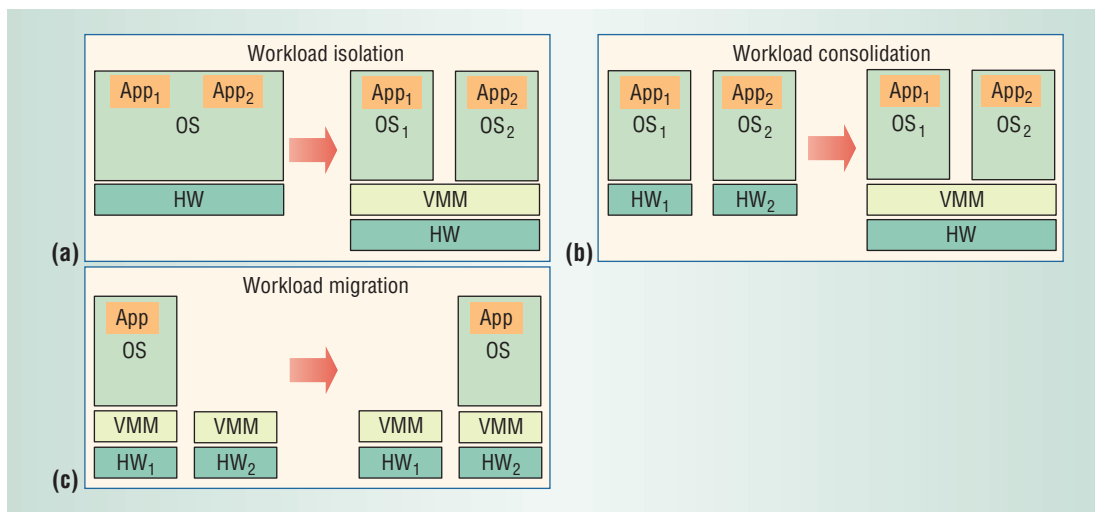 Workload isolation
App₁ App₂
OS
HW
App₁ App₂
OS₁ OS₂
VMM
HW
(a)
Workload consolidation
App₁ App₂
OS₁ OS₂
HW₁ HW₂
App₁ App₂
OS₁ OS₂
VMM
HW
(b)
Workload migration
App
OS
VMM VMM
HW₁ HW₂
App
OS
VMM VMM
HW₁ HW₂
(c)